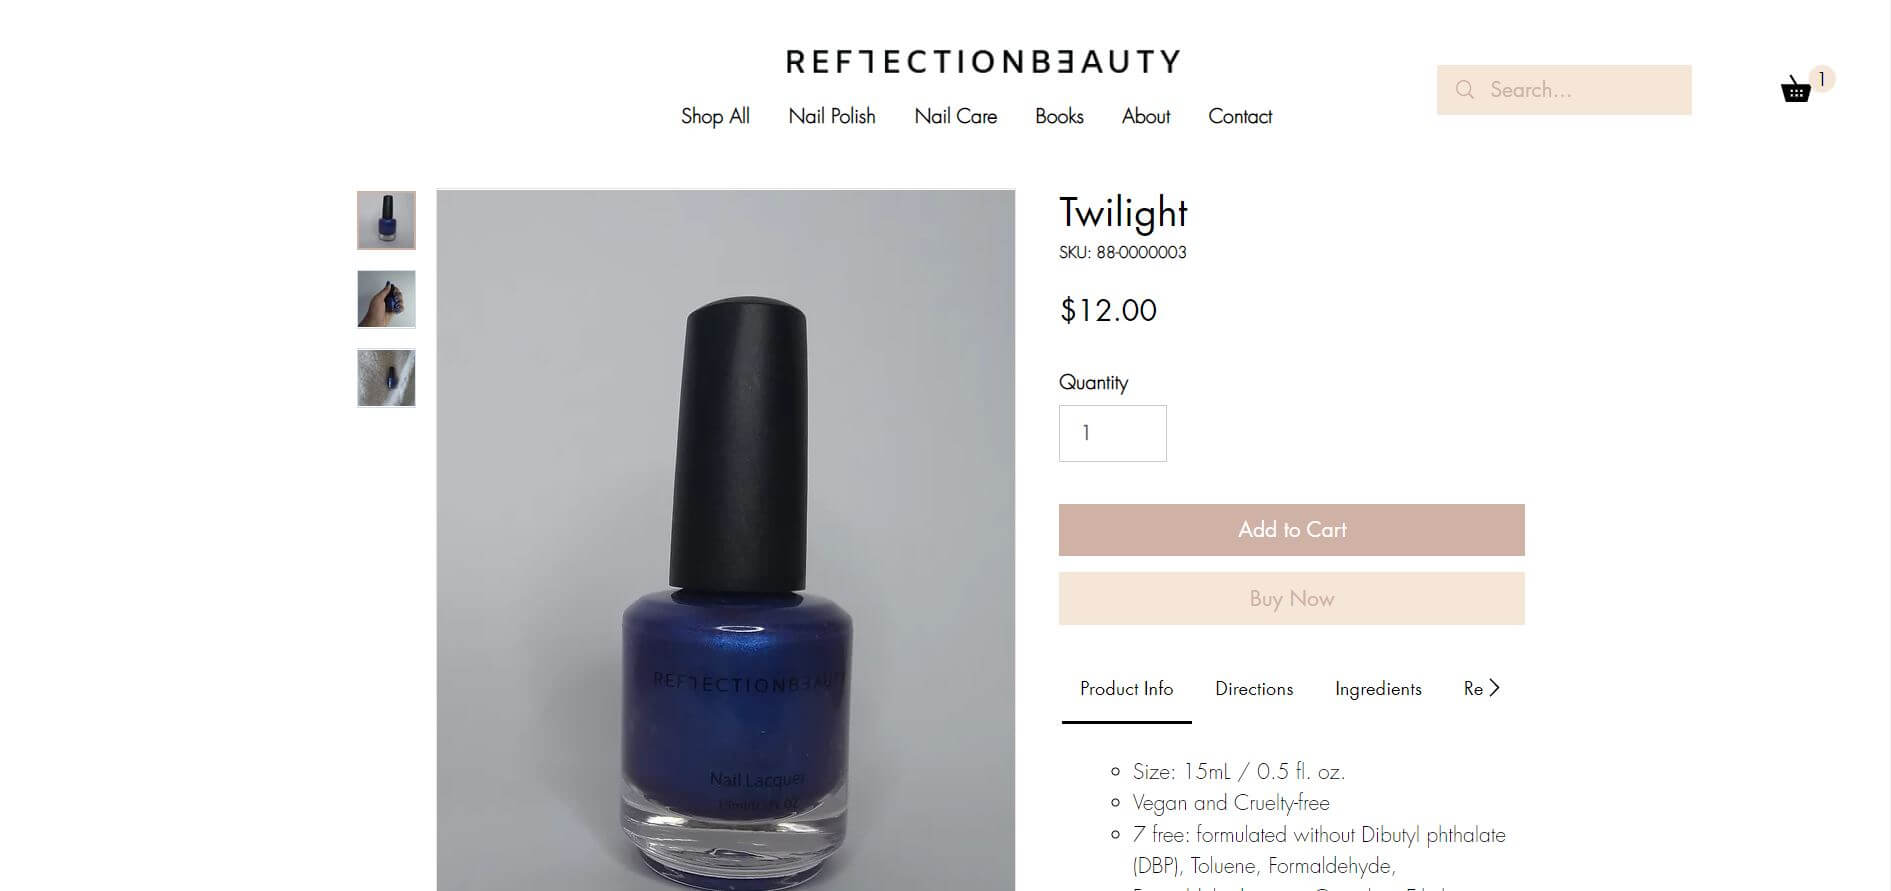 REFLECTIONBEAUTY
Search...
1
Shop All Nail Polish Nail Care Books About Contact
Twilight
SKU: 88-0000003
$12.00
Quantity
1
Add to Cart
Buy Now
Product Info Directions Ingredients Re
Size: 15mL / 0.5 fl. oz.
Vegan and Cruelty-free
7 free: formulated without Dibutyl phthalate
(DBP), Toluene, Formaldehyde,
REFLECTIONBEAUTY
Nail Lacquer